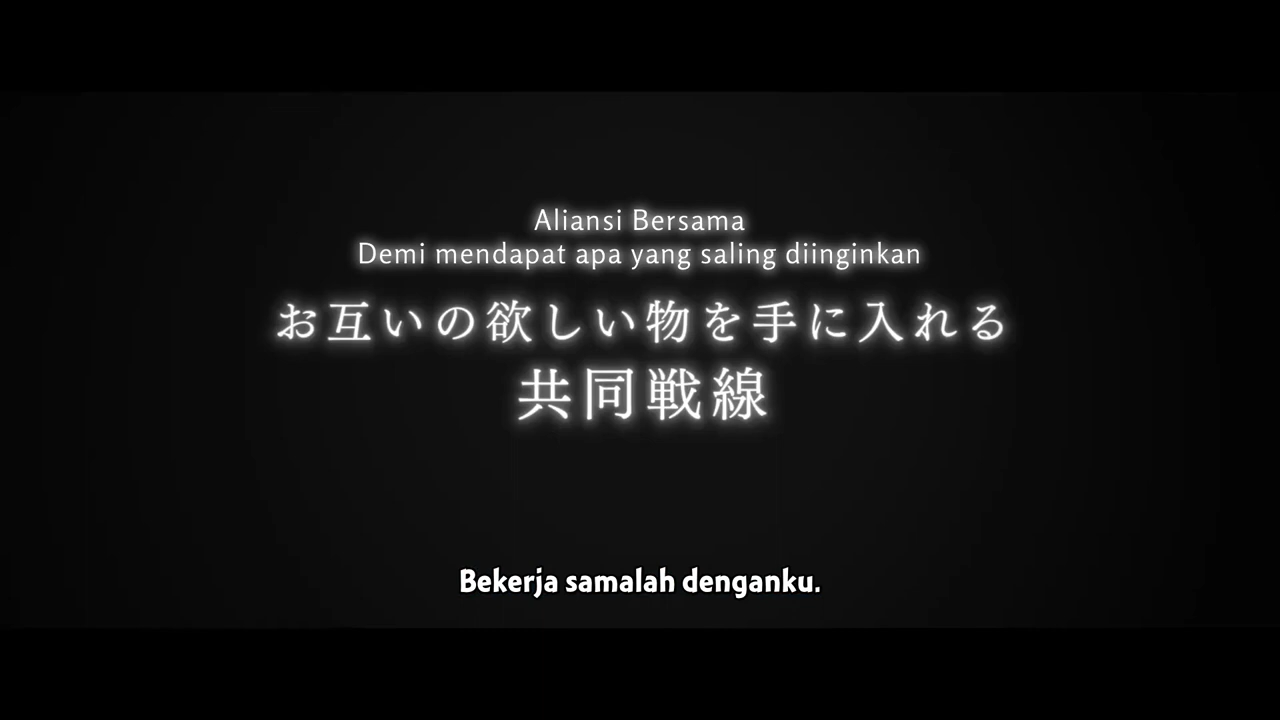 Aliansi Bersama
Demi mendapat apa yang saling diinginkan
お互いの欲しい物を手に入れる
共同戦線
Bekerja samalah denganku.